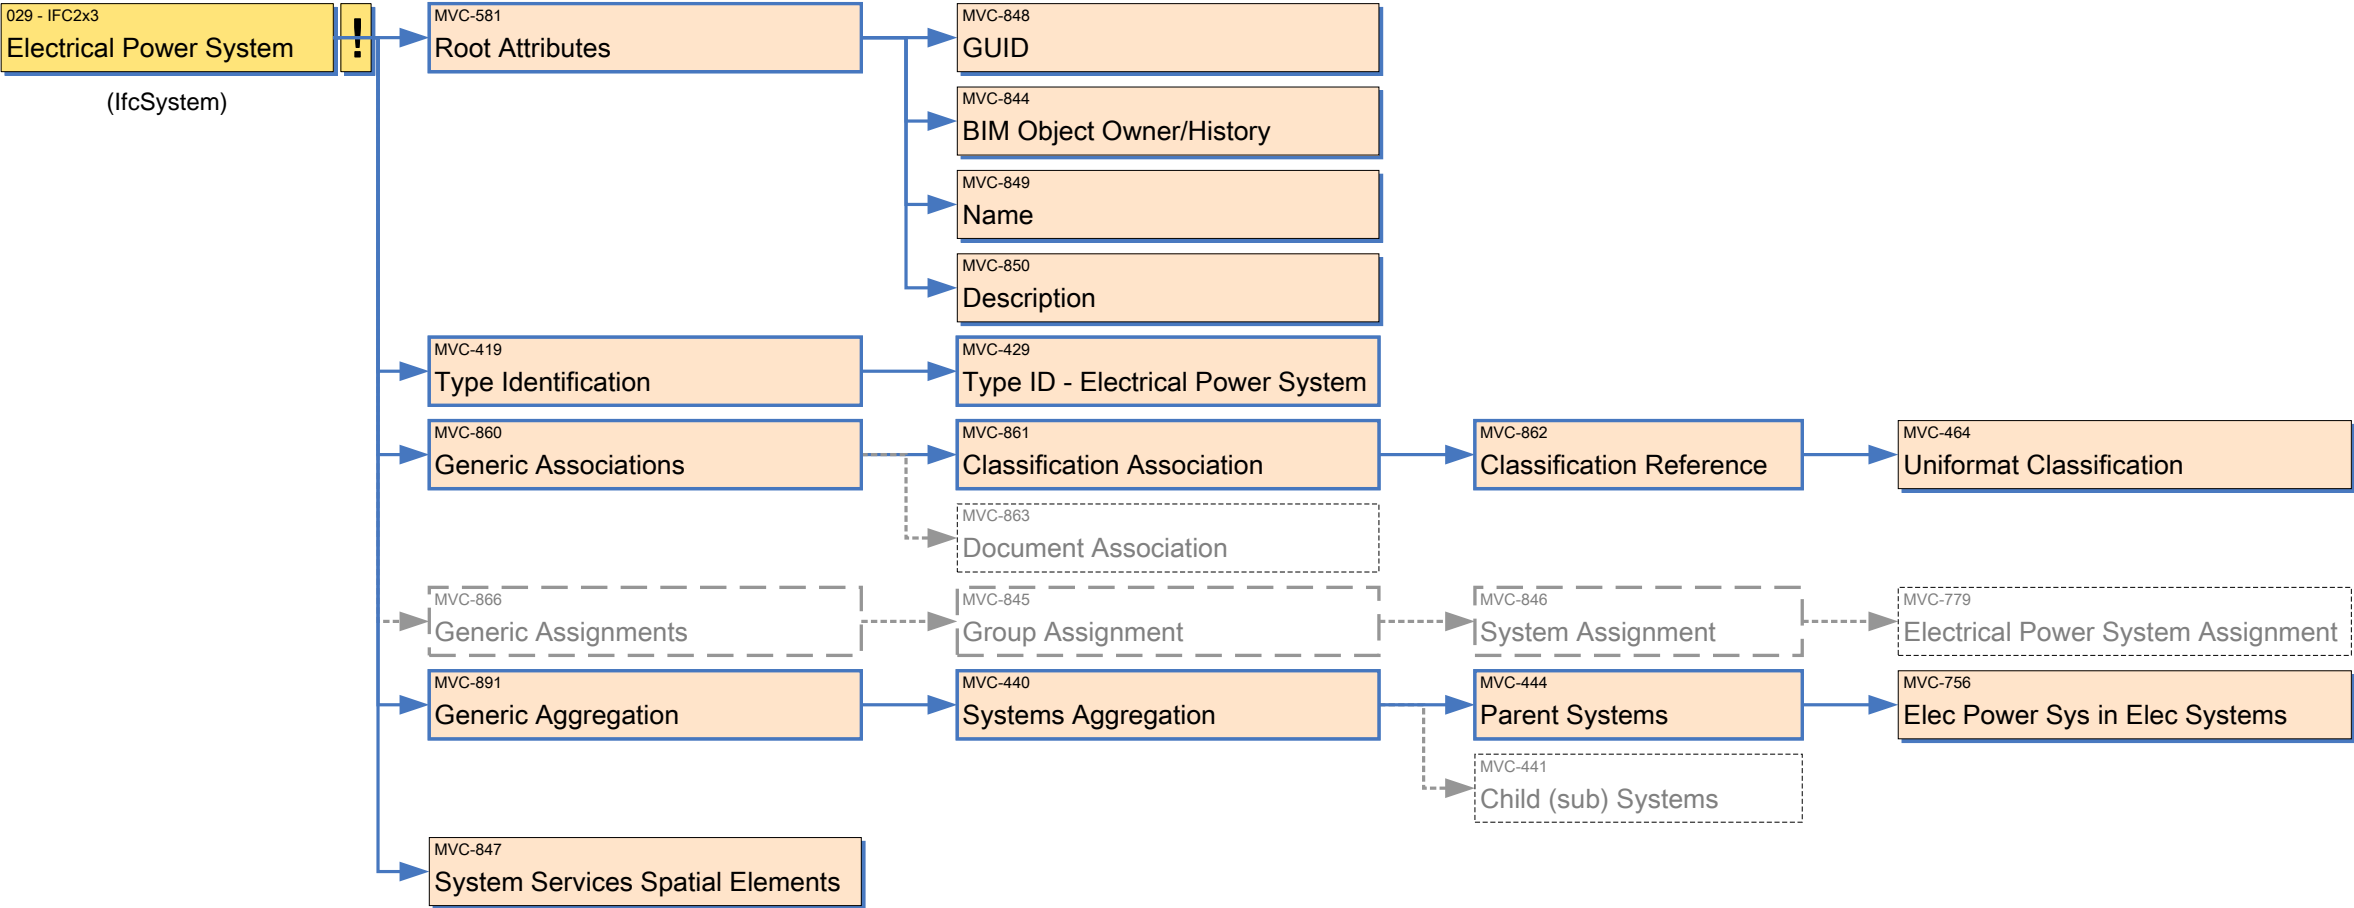 029 - IFC2x3
Electrical Power System
!
(IfcSystem)
MVC-581
Root Attributes
MVC-848
GUID
MVC-844
BIM Object Owner/History
MVC-849
Name
MVC-850
Description
MVC-419
Type Identification
MVC-429
Type ID - Electrical Power System
MVC-860
Generic Associations
MVC-861
Classification Association
MVC-862
Classification Reference
MVC-464
Uniformat Classification
MVC-863
Document Association
MVC-866
Generic Assignments
MVC-845
Group Assignment
MVC-846
System Assignment
MVC-779
Electrical Power System Assignment
MVC-891
Generic Aggregation
MVC-440
Systems Aggregation
MVC-444
Parent Systems
MVC-756
Elec Power Sys in Elec Systems
MVC-441
Child (sub) Systems
MVC-847
System Services Spatial Elements